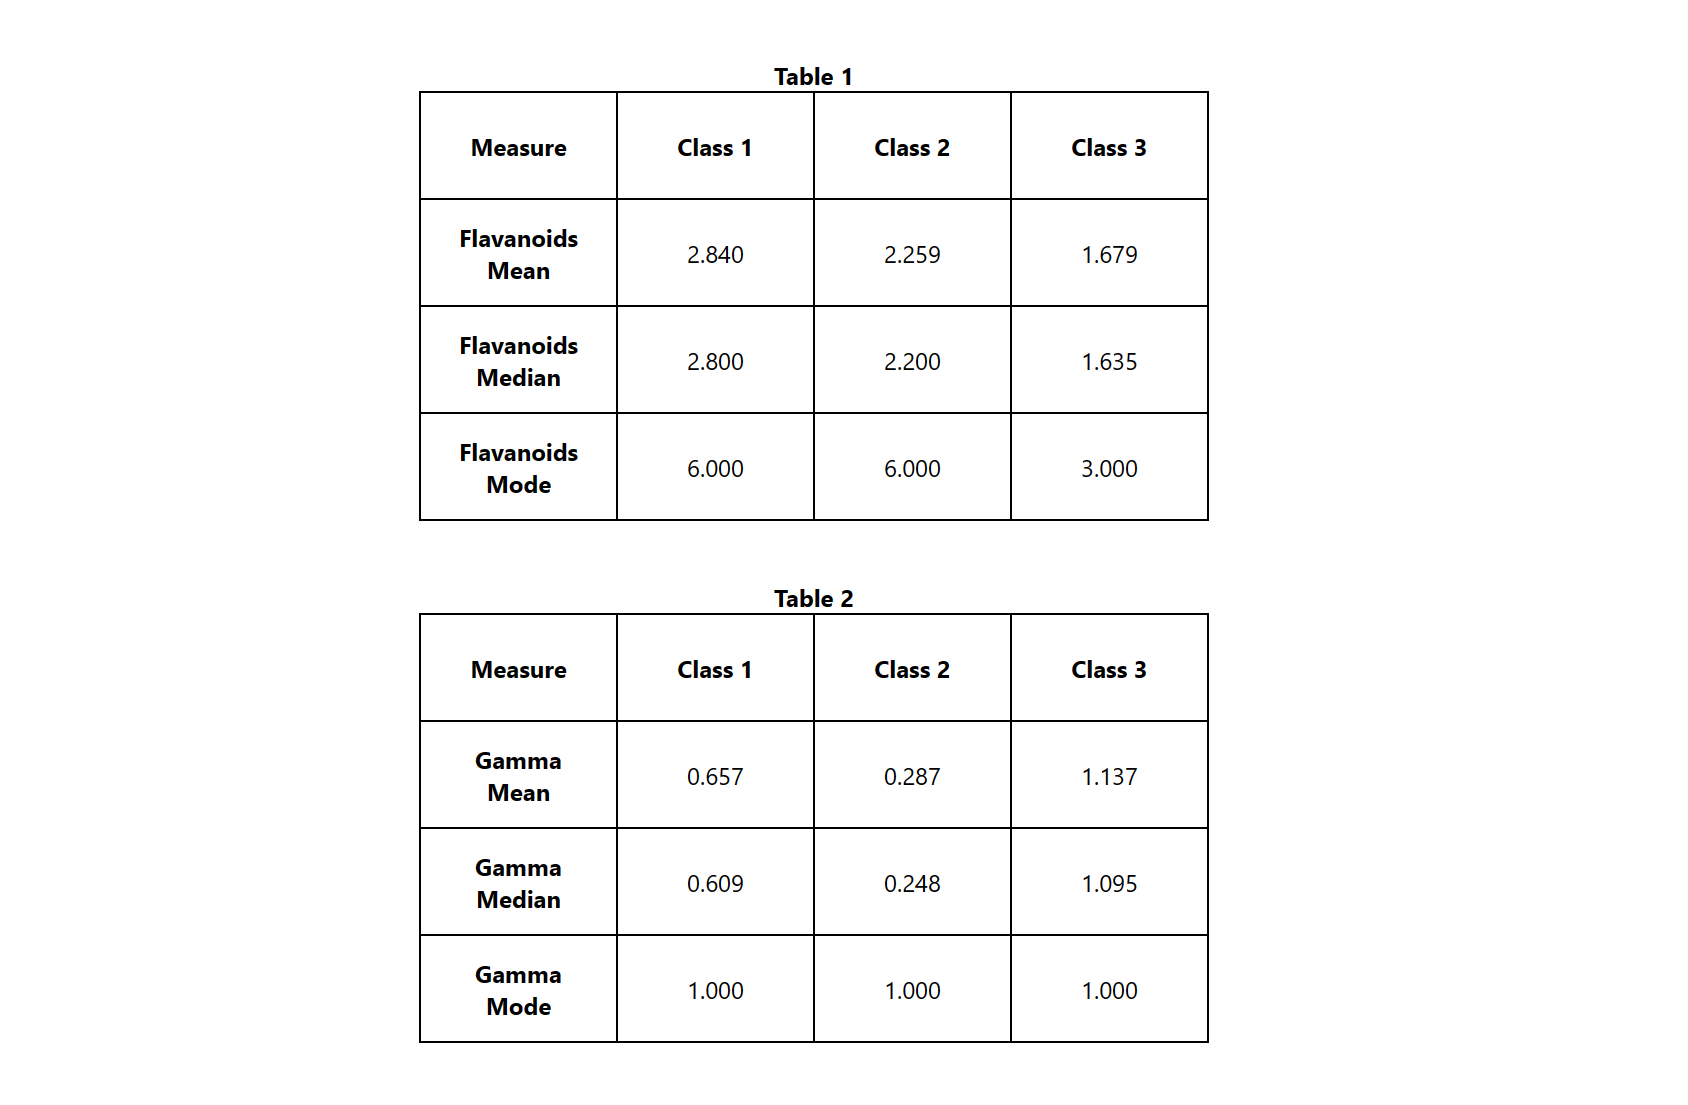 Table 1
Measure Class 1 Class 2 Class 3
Flavanoids
Mean 2.840 2.259 1.679
Flavanoids
Median 2.800 2.200 1.635
Flavanoids
Mode 6.000 6.000 3.000
Table 2
Measure Class 1 Class 2 Class 3
Gamma
Mean 0.657 0.287 1.137
Gamma
Median 0.609 0.248 1.095
Gamma
Mode 1.000 1.000 1.000